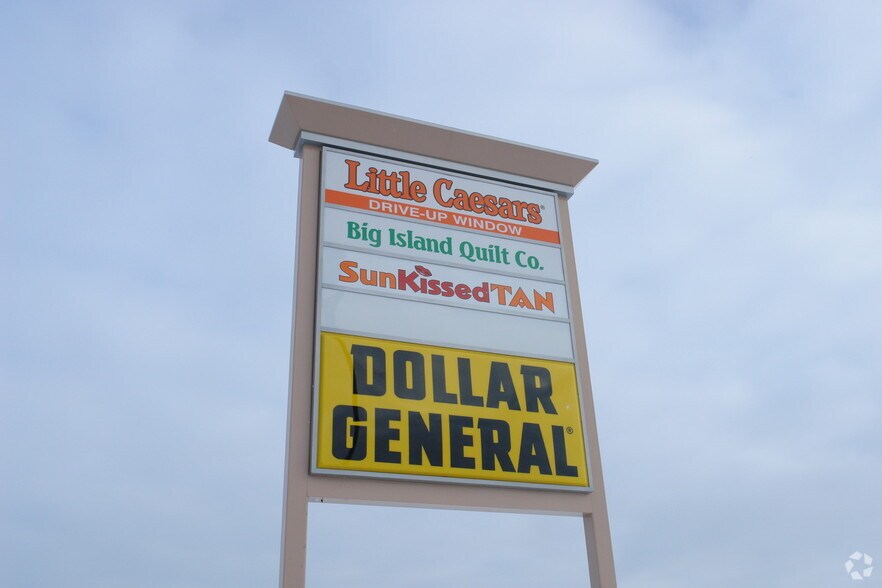 Little Caesars®
DRIVE-UP WINDOW
Big Island Quilt Co.
SunKissedTAN
DOLLAR
GENERAL®